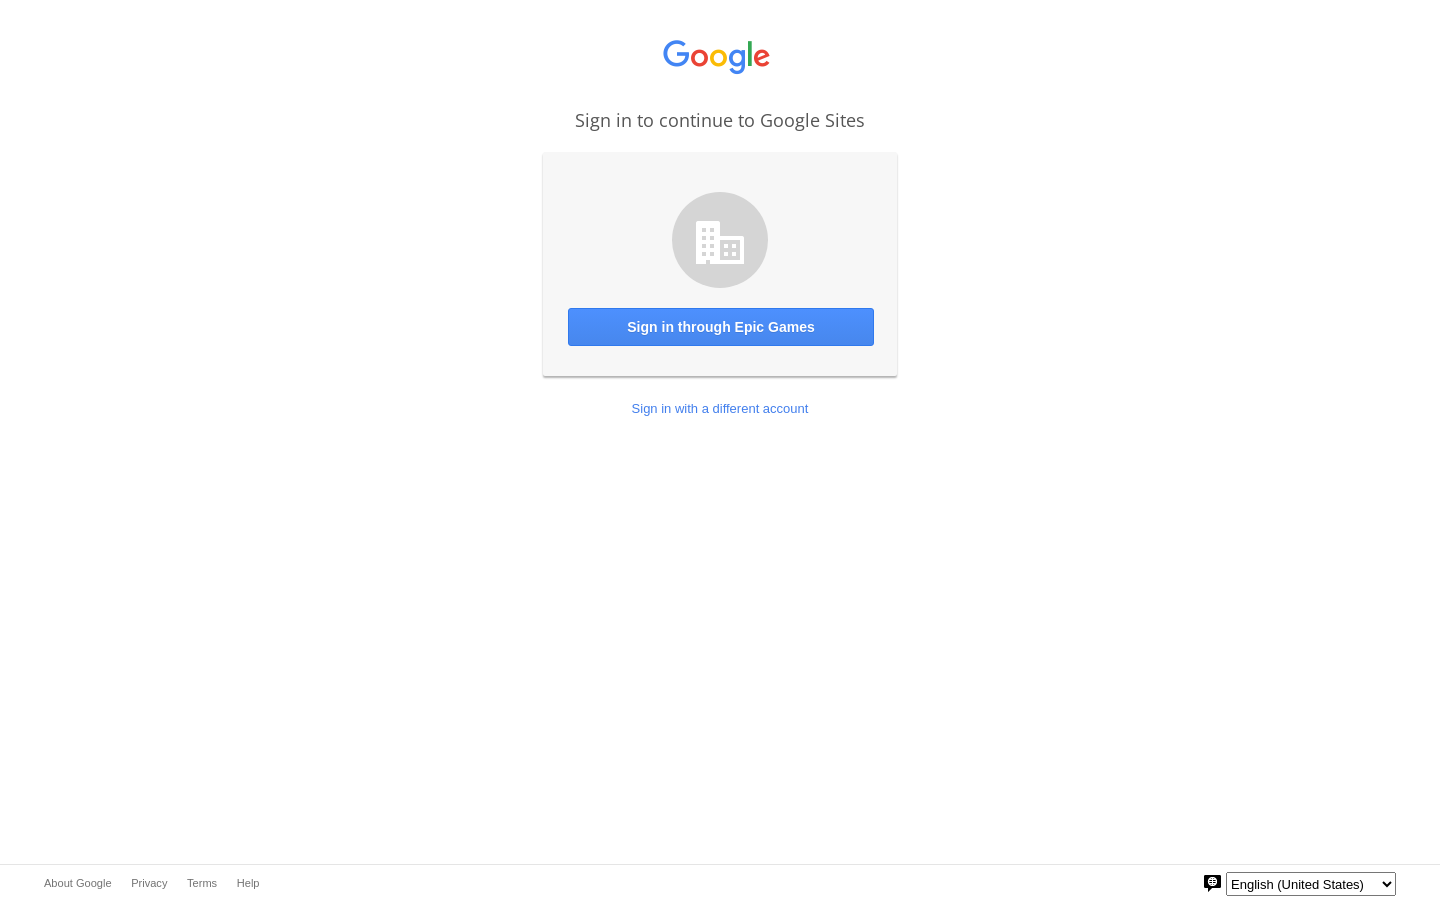 Google
Sign in to continue to Google Sites
Sign in through Epic Games
Sign in with a different account
About Google Privacy Terms Help
English (United States)